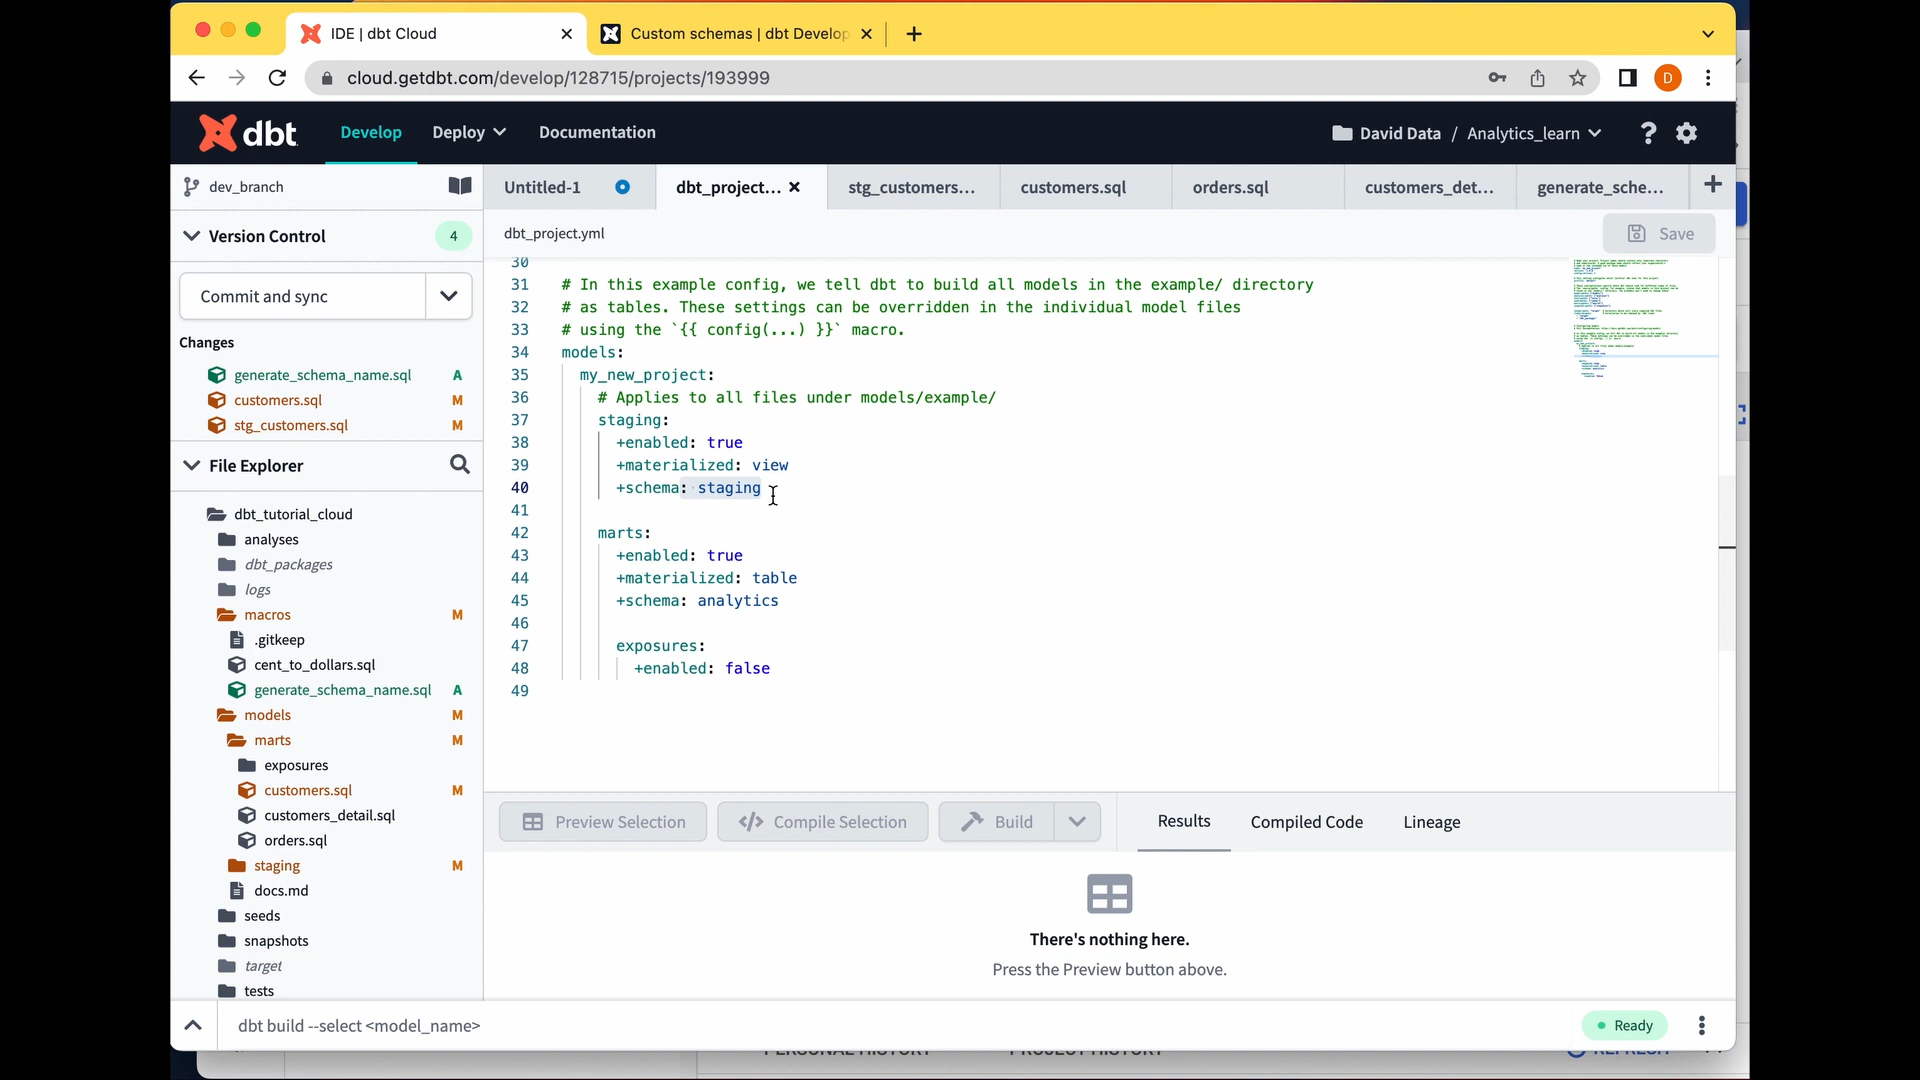 IDE | dbt Cloud
Custom schemas | dbt Develop
cloud.getdbt.com/develop/128715/projects/193999
D
dbt
Develop
Deploy
Documentation
David Data / Analytics_learn
?
dev_branch
Untitled-1
dbt_project...
stg_customers...
customers.sql
orders.sql
customers_det...
generate_sche...
Version Control
4
dbt_project.yml
Save
Commit and sync
Changes
generate_schema_name.sql A
customers.sql M
stg_customers.sql M
File Explorer
dbt_tutorial_cloud
analyses
dbt_packages
logs
macros M
.gitkeep
cent_to_dollars.sql
generate_schema_name.sql A
models M
marts M
exposures
customers.sql M
customers_detail.sql
orders.sql
staging M
docs.md
seeds
snapshots
target
tests
30
31 # In this example config, we tell dbt to build all models in the example/ directory
32 # as tables. These settings can be overridden in the individual model files
33 # using the `{{ config(...) }}` macro.
34 models:
35 my_new_project:
36 # Applies to all files under models/example/
37 staging:
38 +enabled: true
39 +materialized: view
40 +schema: staging
41
42 marts:
43 +enabled: true
44 +materialized: table
45 +schema: analytics
46
47 exposures:
48 +enabled: false
49
Preview Selection
</> Compile Selection
Build
Results
Compiled Code
Lineage
There's nothing here.
Press the Preview button above.
dbt build --select <model_name>
Ready
PERSONAL HISTORY
PROJECT HISTORY
REFRESH